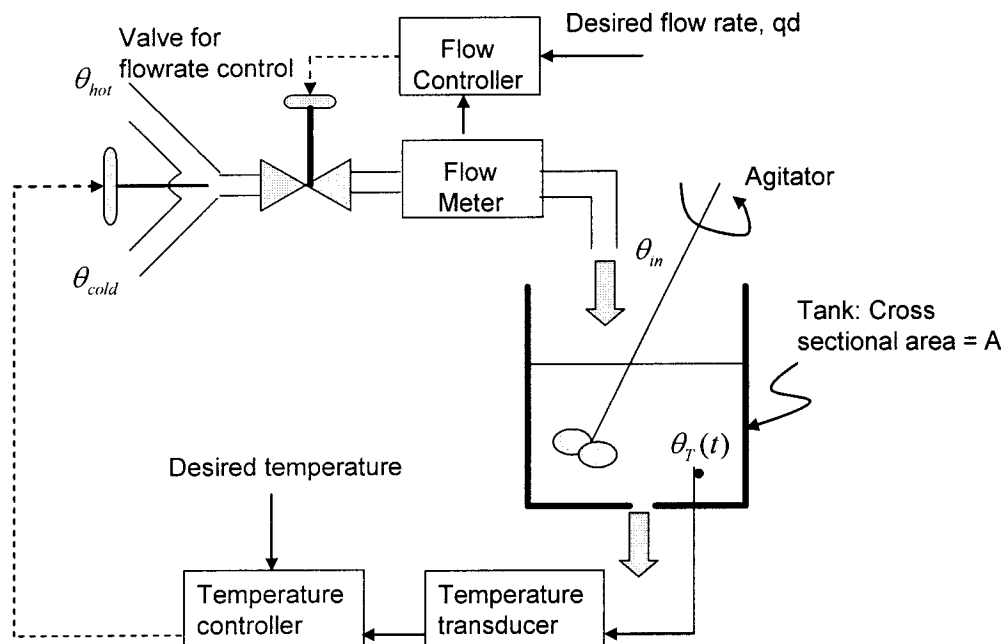 Desired flow rate, qd
Valve for
flowrate control
Flow
Controller
θhot
Flow
Meter
Agitator
θin
θcold
Tank: Cross
sectional area = A
θT(t)
Desired temperature
Temperature
controller
Temperature
transducer